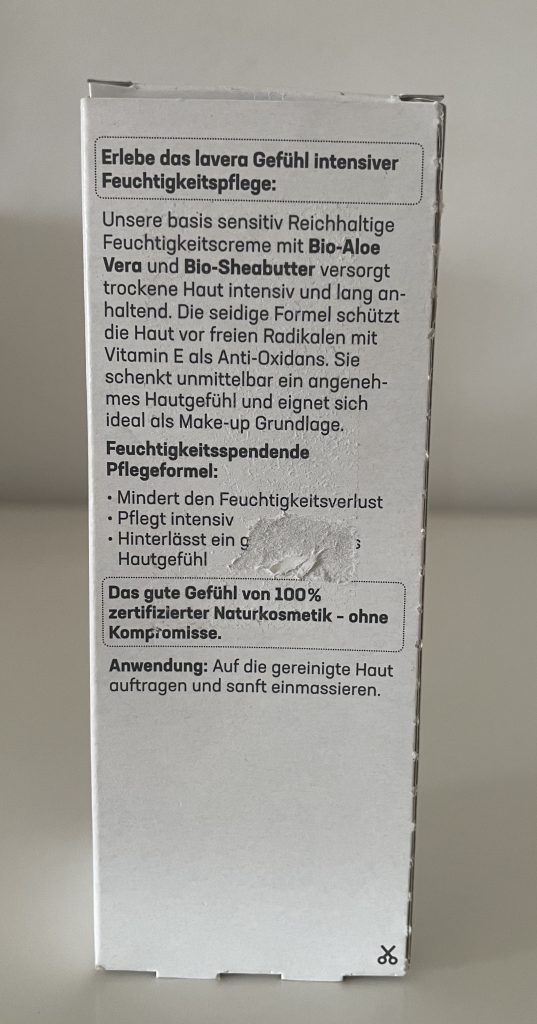 Erlebe das lavera Gefühl intensiver
Feuchtigkeitspflege:
Unsere basis sensitiv Reichhaltige
Feuchtigkeitscreme mit Bio-Aloe
Vera und Bio-Sheabutter versorgt
trockene Haut intensiv und lang an-
haltend. Die seidige Formel schützt
die Haut vor freien Radikalen mit
Vitamin E als Anti-Oxidans. Sie
schenkt unmittelbar ein angeneh-
mes Hautgefühl und eignet sich
ideal als Make-up Grundlage.
Feuchtigkeitsspendende
Pflegeformel:
• Mindert den Feuchtigkeitsverlust
• Pflegt intensiv
• Hinterlässt ein
Hautgefühl
Das gute Gefühl von 100%
zertifizierter Naturkosmetik – ohne
Kompromisse.
Anwendung: Auf die gereinigte Haut
auftragen und sanft einmassieren.